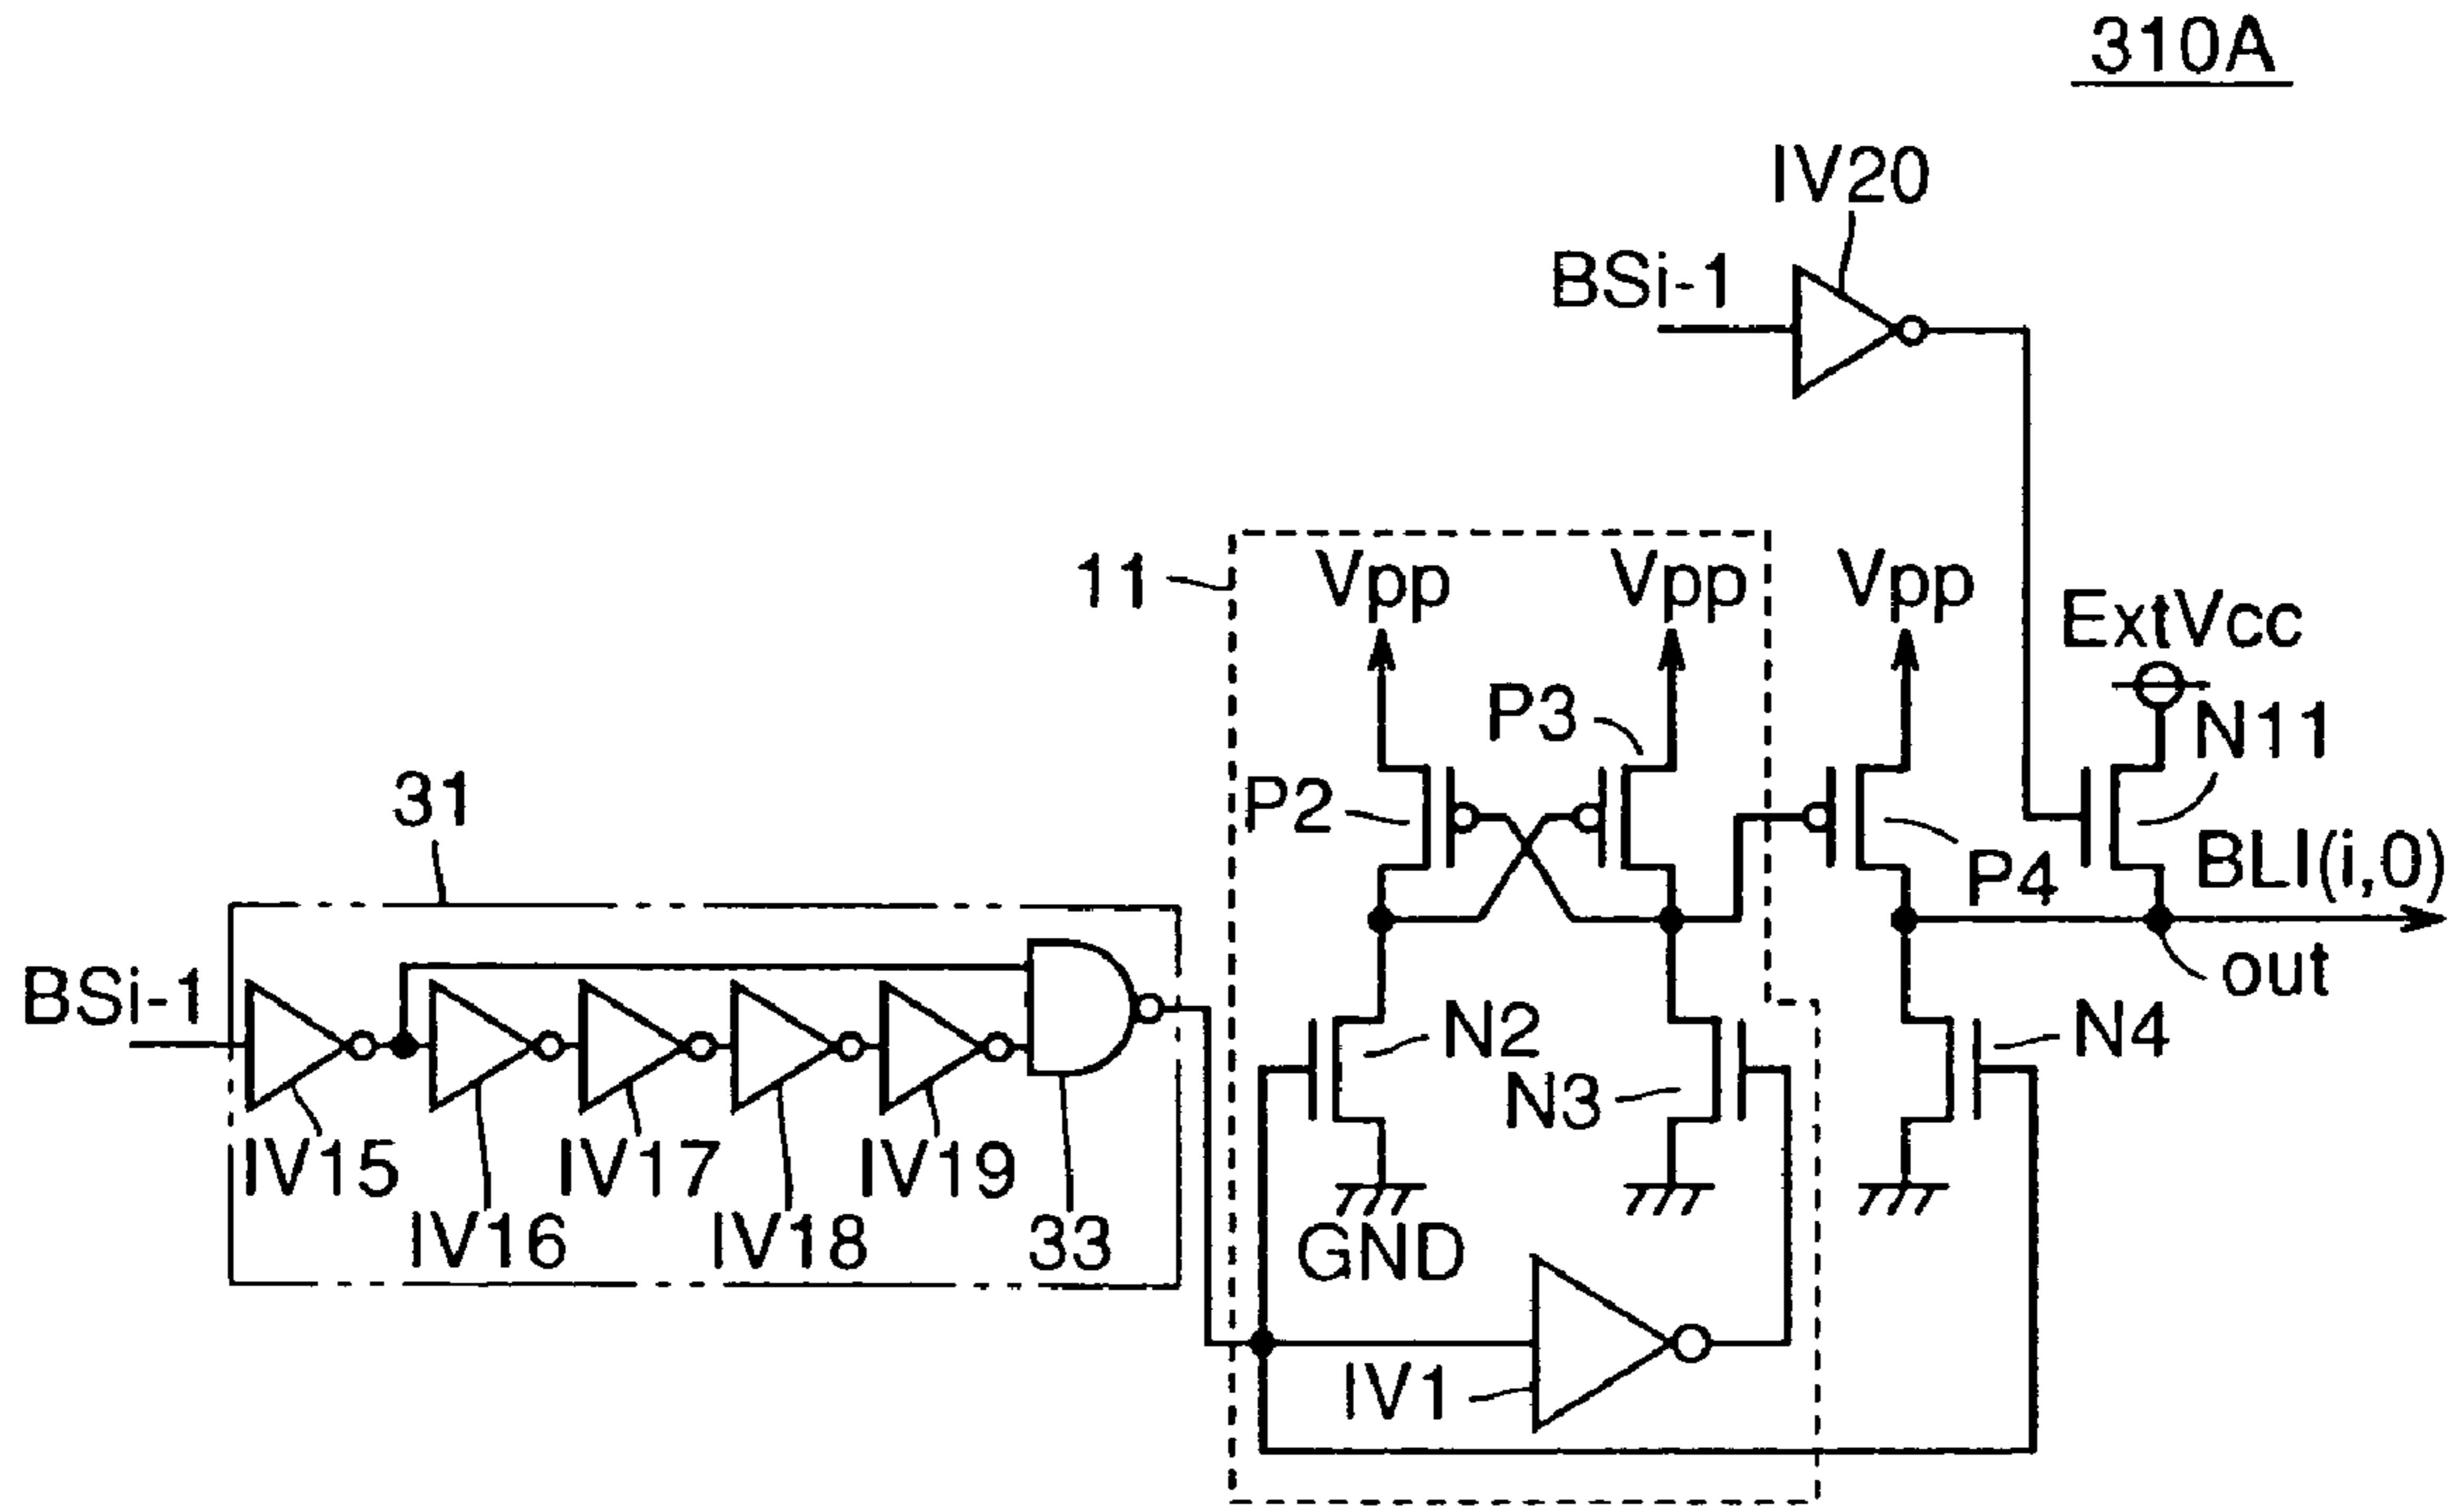 310A
IV20
BSi-1
11
Vpp
Vpp
Vpp
ExtVcc
P3
N11
P2
31
P4
BLI(i,0)
BSi-1
out
N2
N4
N3
IV15
IV17
IV19
IV16
IV18
33
GND
IV1